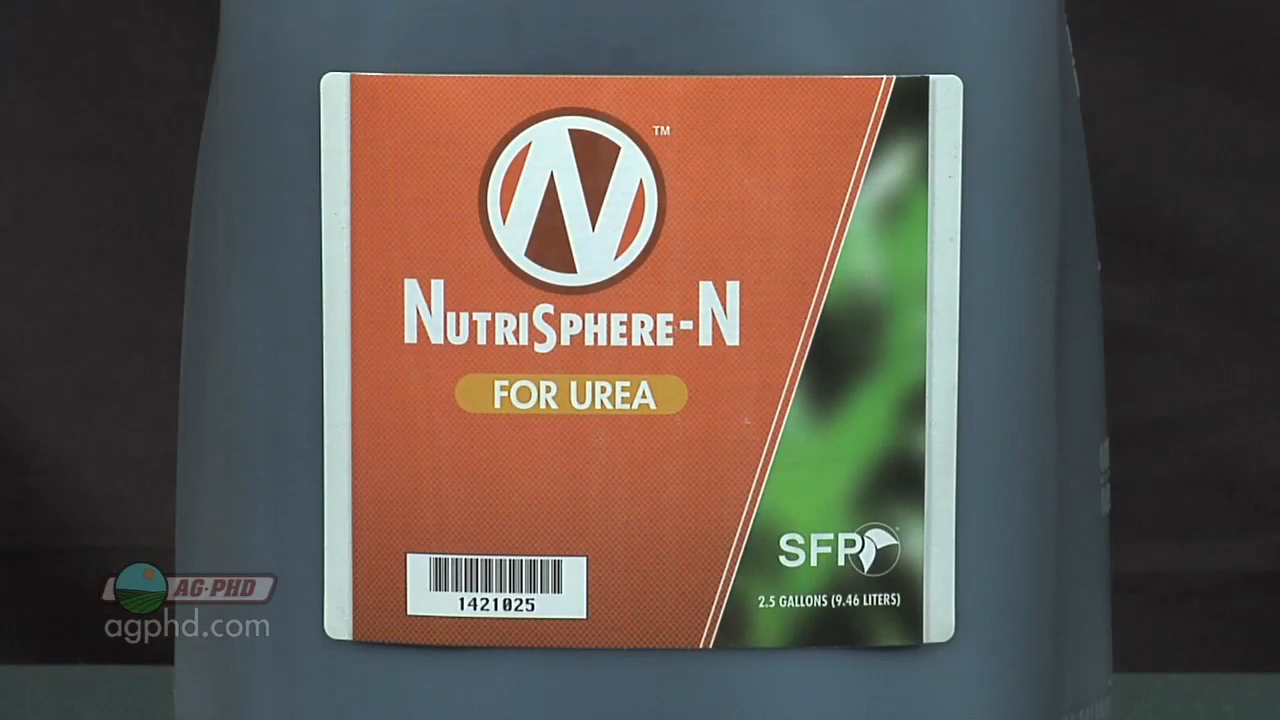 N
TM
NUTRISPHERE-N
FOR UREA
SFP
2.5 GALLONS (9.46 LITERS)
1421025
AG·PHD
agphd.com